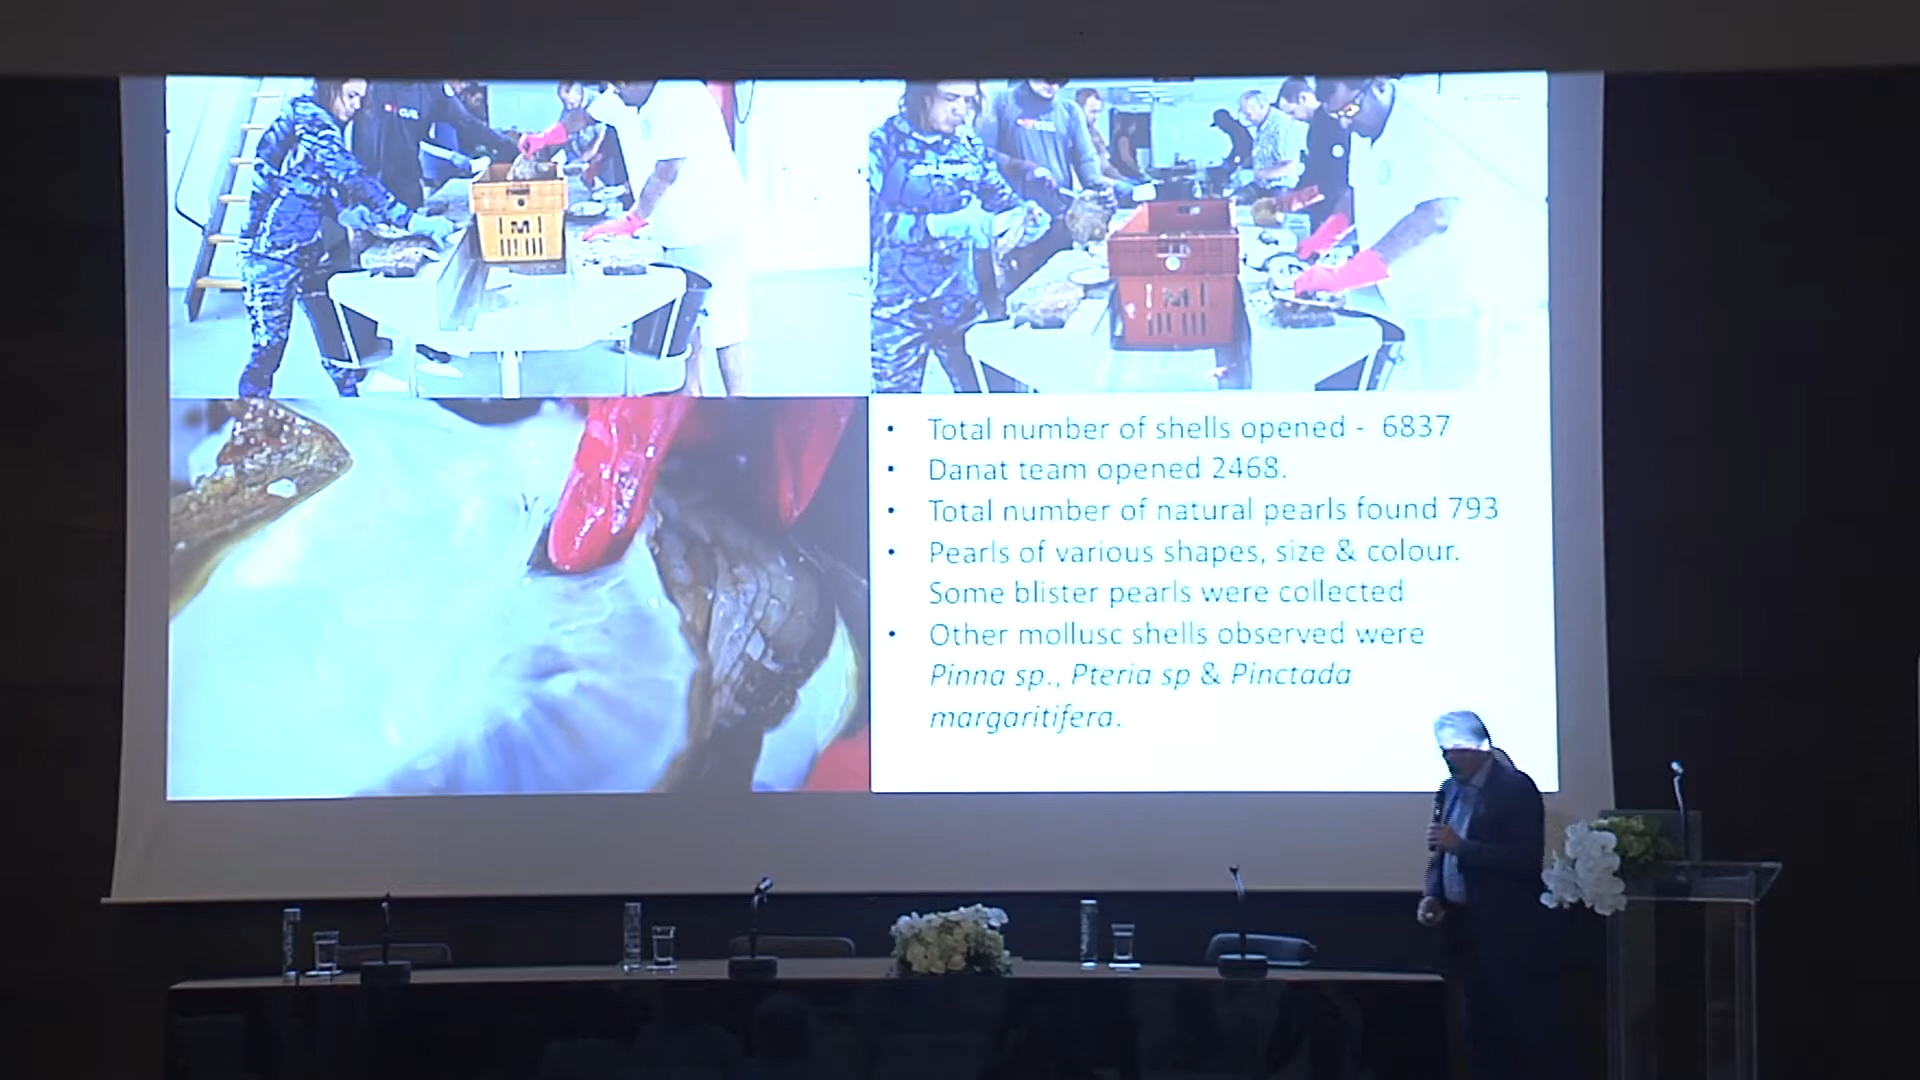 • Total number of shells opened - 6837
• Danat team opened 2468.
• Total number of natural pearls found 793
• Pearls of various shapes, size & colour.
Some blister pearls were collected
• Other mollusc shells observed were
Pinna sp., Pteria sp & Pinctada
margaritifera.